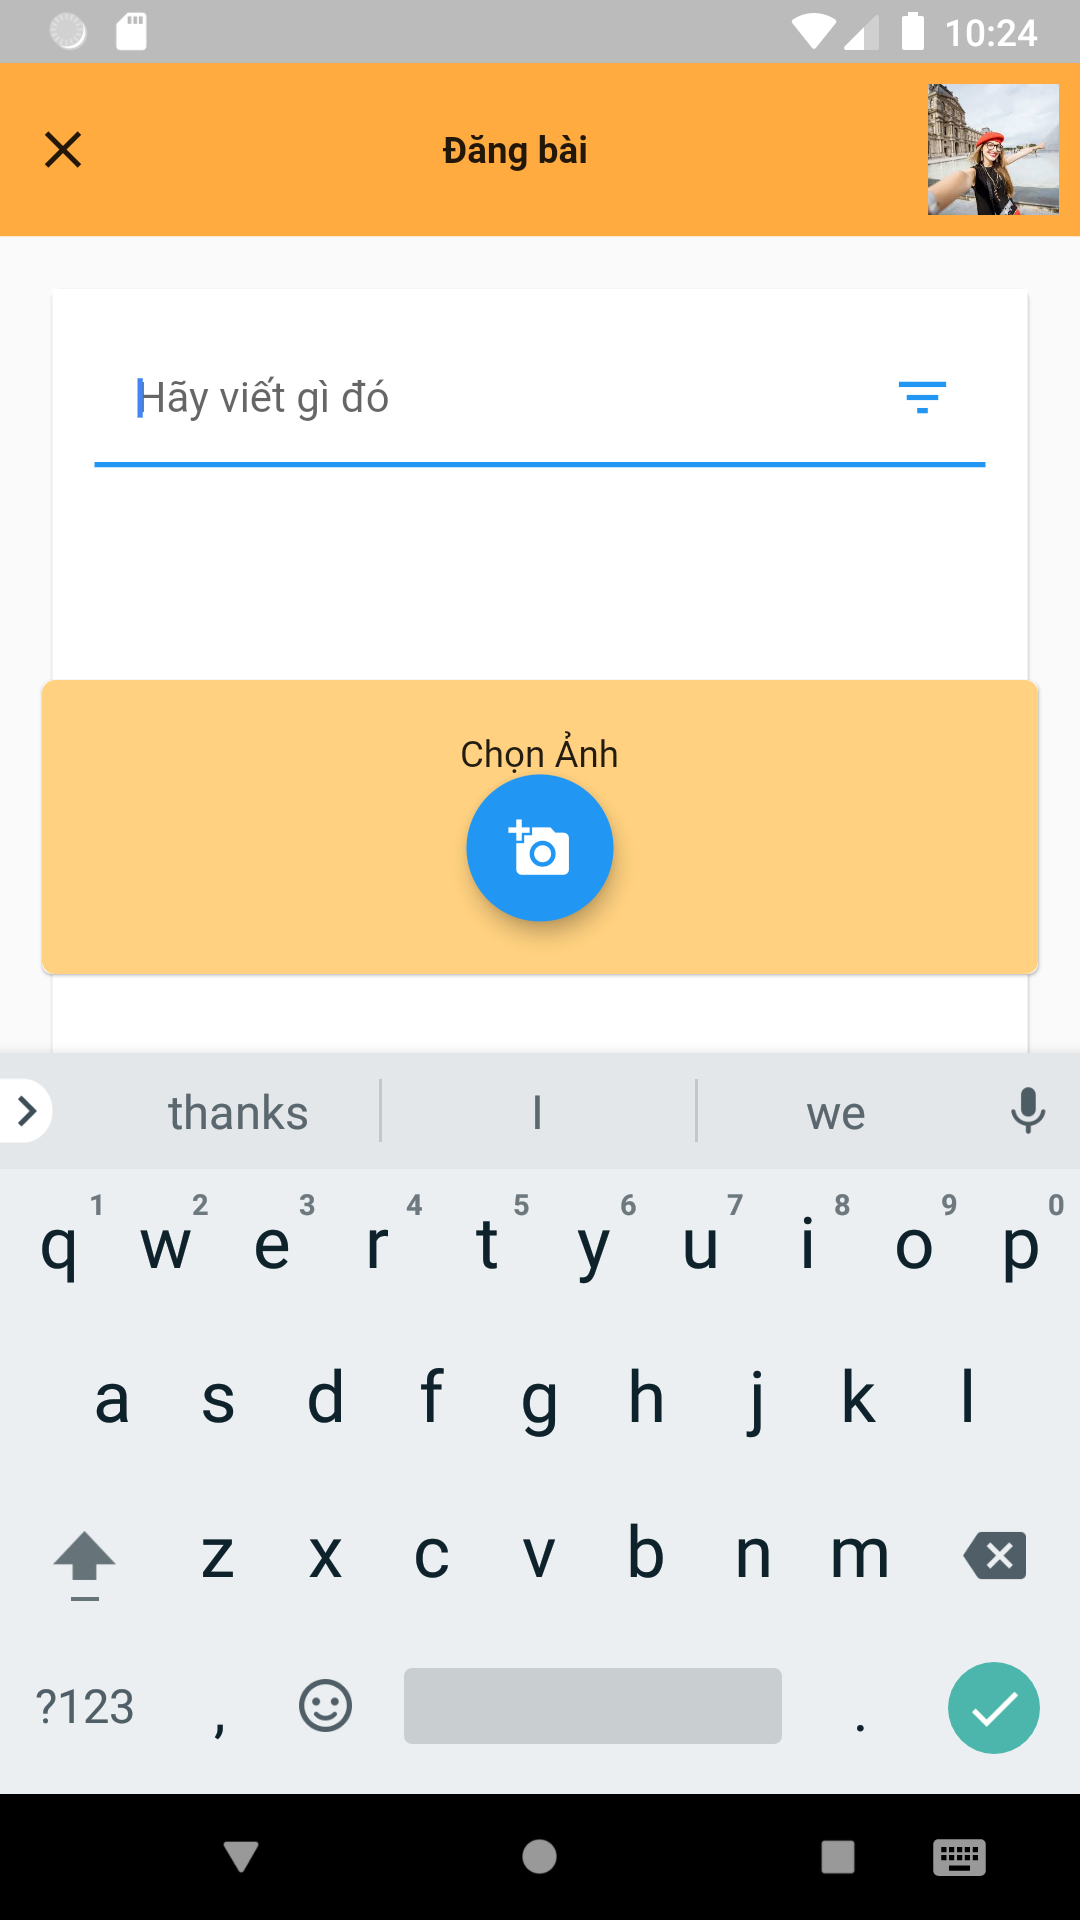 10:24
Đăng bài
Hãy viết gì đó
Chọn Ảnh
thanks I we
1 2 3 4 5 6 7 8 9 0
q w e r t y u i o p
a s d f g h j k l
z x c v b n m
?123 , .